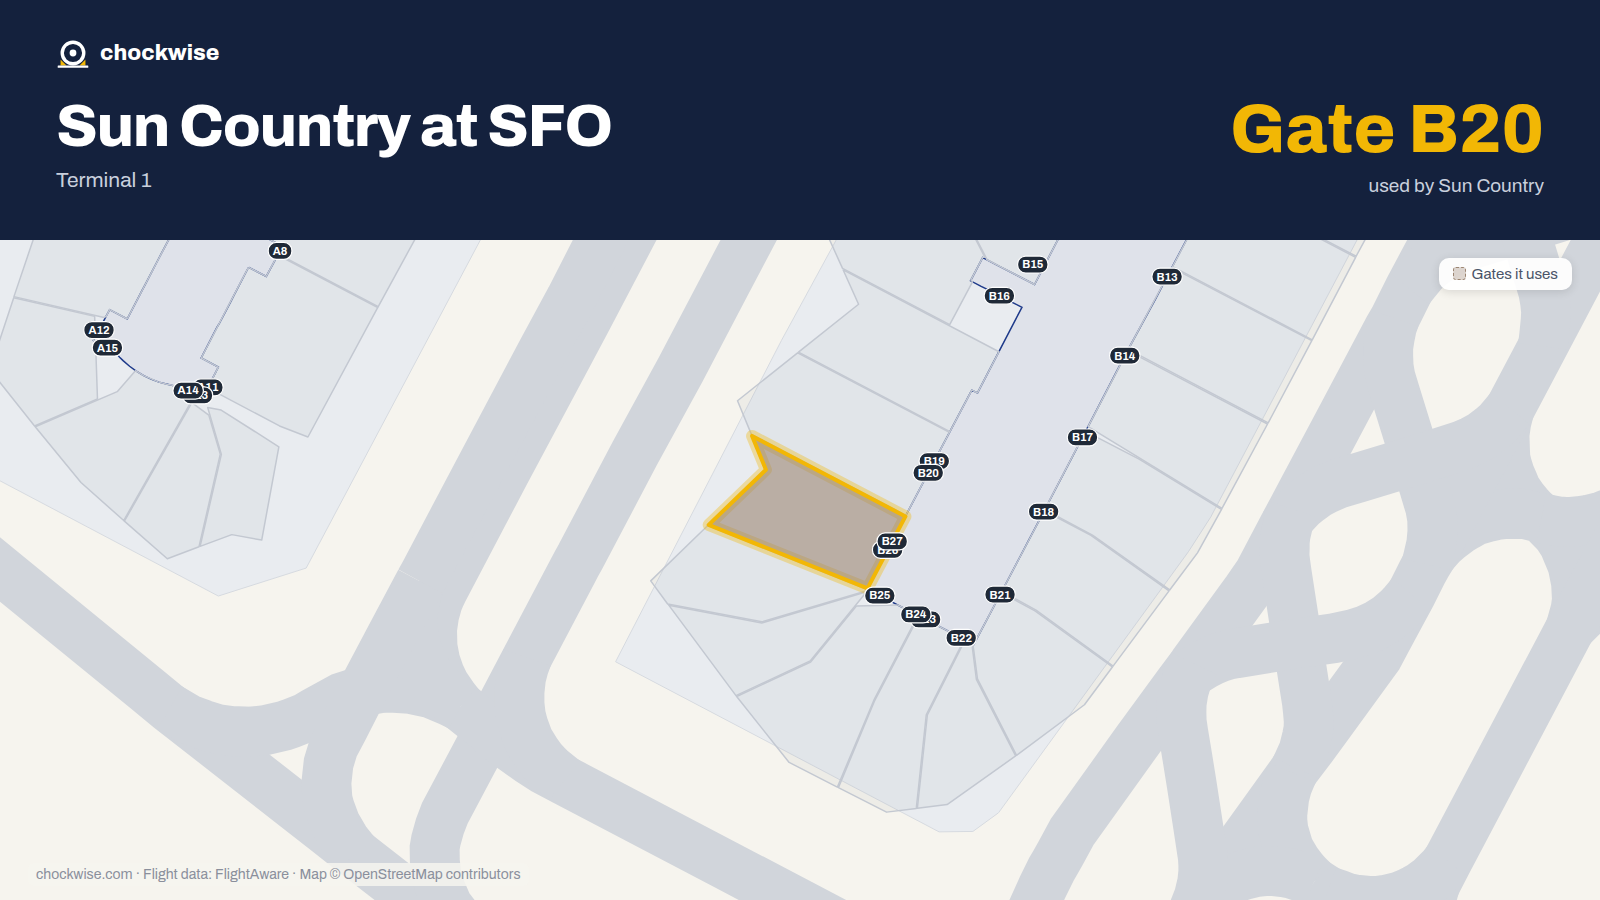 chockwise
Sun Country at SFO
Terminal 1
Gate B20
used by Sun Country
Gates it uses
A8
B15
B13
B16
A12
A15
B14
A14
B17
B19
B20
B18
B27
B25
B21
B24
B22
chockwise.com · Flight data: FlightAware · Map © OpenStreetMap contributors